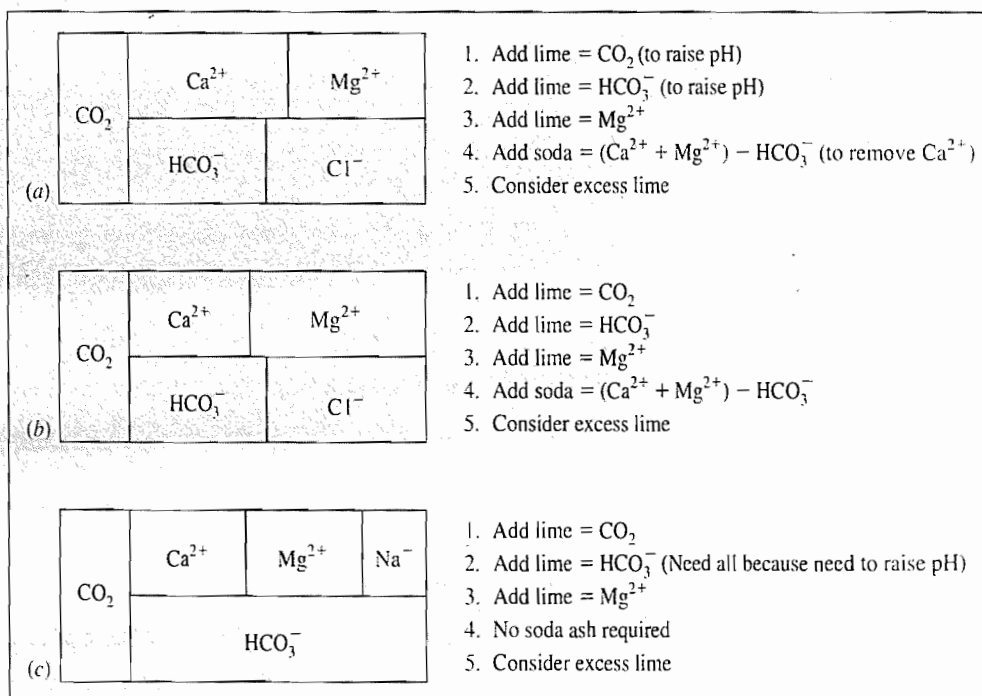 CO₂
Ca²⁺
Mg²⁺
HCO₃⁻
Cl⁻
(a)
1. Add lime = CO₂ (to raise pH)
2. Add lime = HCO₃⁻ (to raise pH)
3. Add lime = Mg²⁺
4. Add soda = (Ca²⁺ + Mg²⁺) − HCO₃⁻ (to remove Ca²⁺)
5. Consider excess lime
CO₂
Ca²⁺
Mg²⁺
HCO₃⁻
Cl⁻
(b)
1. Add lime = CO₂
2. Add lime = HCO₃⁻
3. Add lime = Mg²⁺
4. Add soda = (Ca²⁺ + Mg²⁺) − HCO₃⁻
5. Consider excess lime
CO₂
Ca²⁺
Mg²⁺
Na⁻
HCO₃⁻
(c)
1. Add lime = CO₂
2. Add lime = HCO₃⁻ (Need all because need to raise pH)
3. Add lime = Mg²⁺
4. No soda ash required
5. Consider excess lime